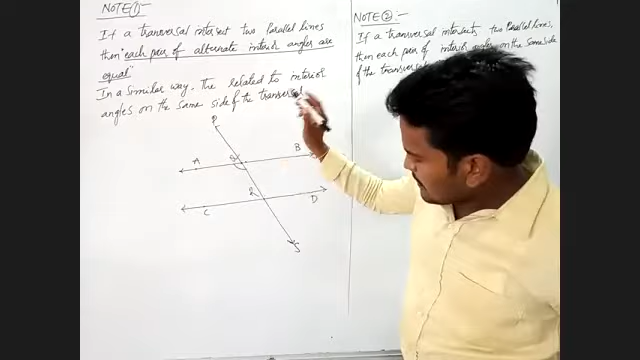 NOTE ①
If a transversal intersect two Parallel lines
then "each pair of alternate interior angles are
equal"
In a similar way. The related to interior
angles on the same side of the transversal
P
A
B
C
D
S
NOTE ② :-
If a transversal intersects two Parallel lines,
then each pair of interior angles on the same side
of the transversal